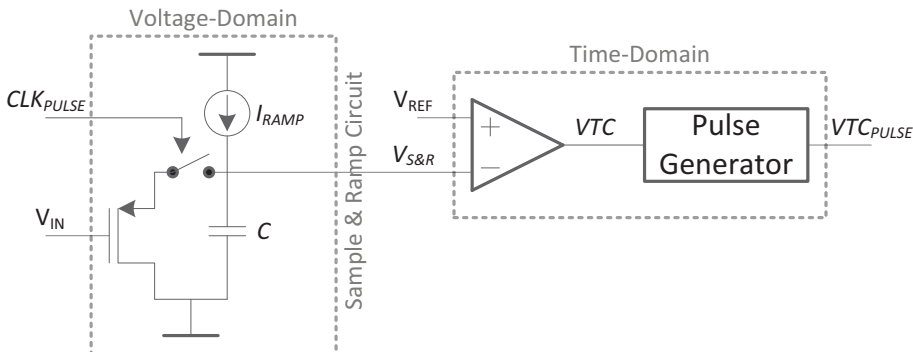 Voltage-Domain
Time-Domain
CLKPULSE
IRAMP
VREF
+
−
VTC
Pulse
Generator
VTCPULSE
VS&R
VIN
C
Sample & Ramp Circuit